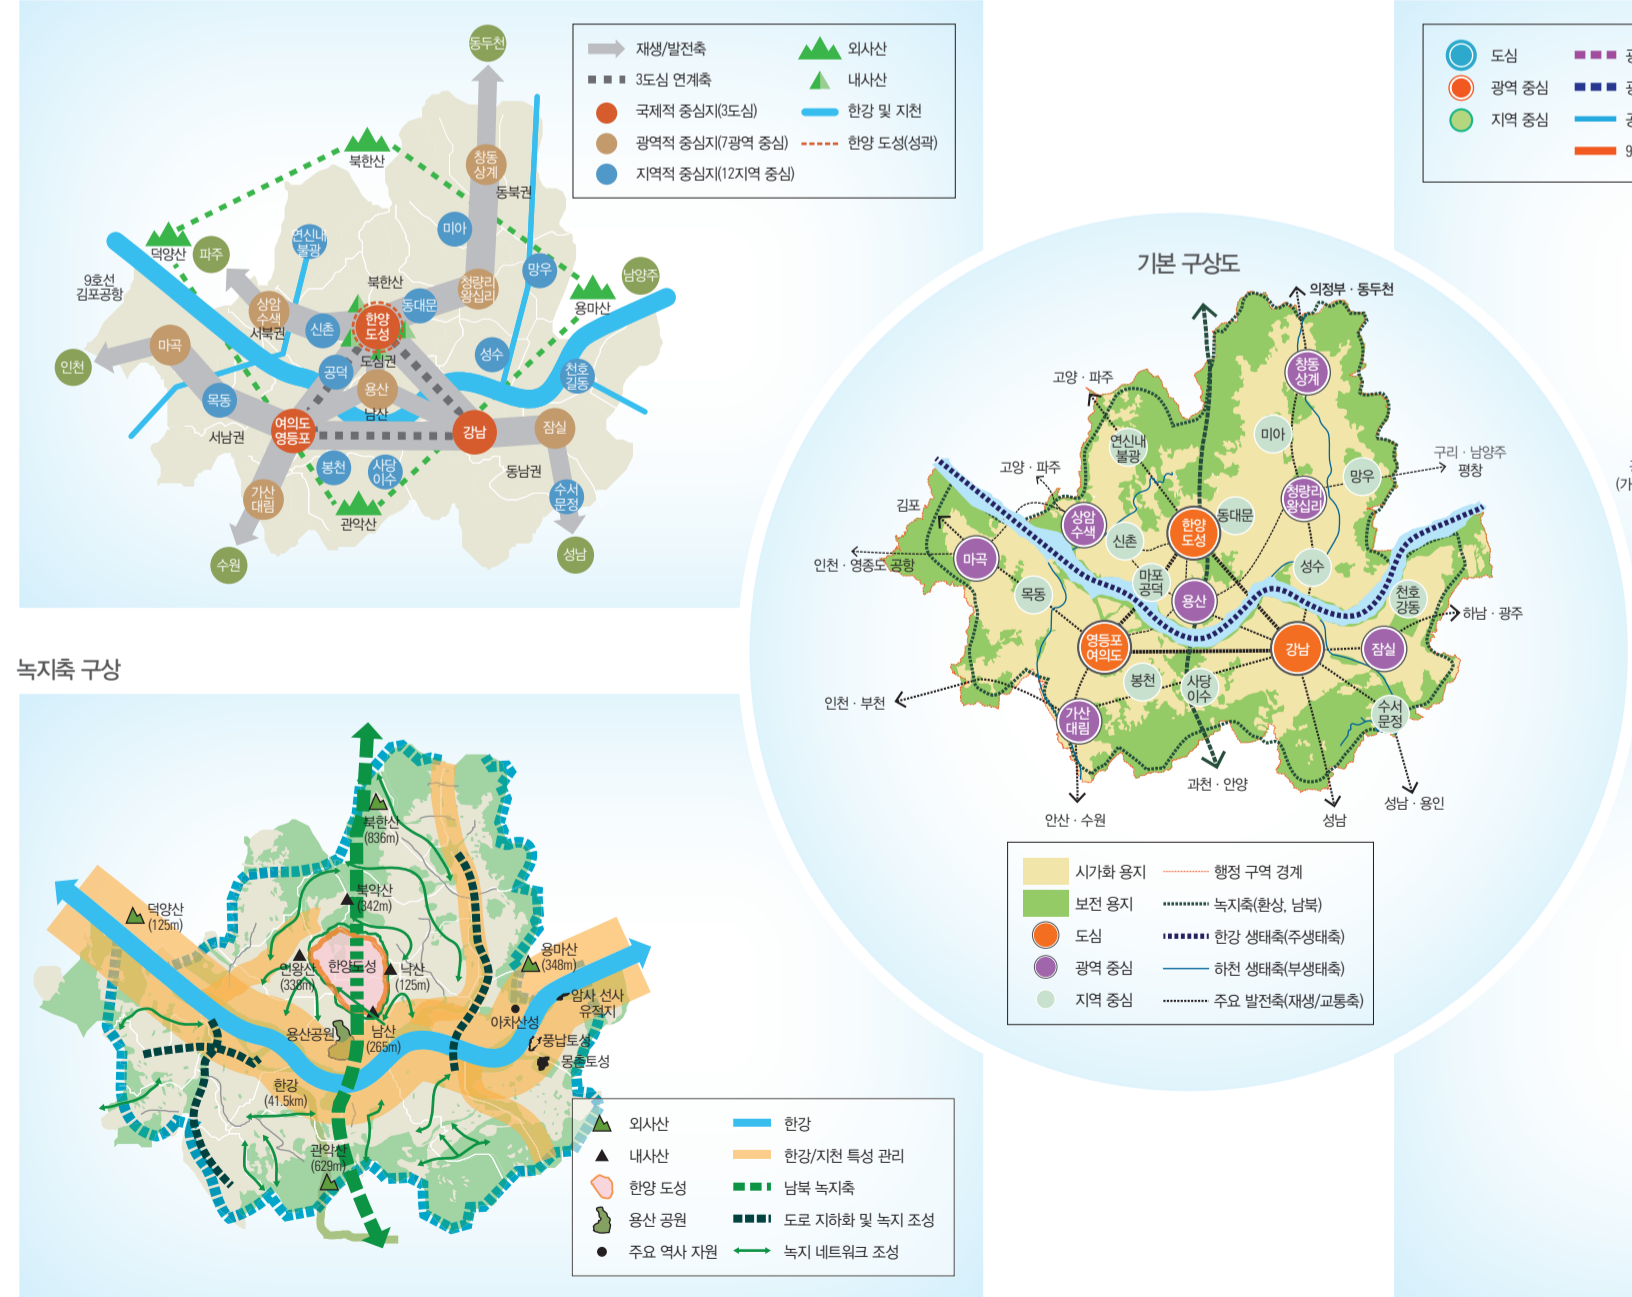 재생/발전축
외사산
3도심 연계축
내사산
국제적 중심지(3도심)
한강 및 지천
광역적 중심지(7광역 중심)
한양 도성(성곽)
지역적 중심지(12지역 중심)
동두천
북한산
창동
상계
동북권
덕양산
파주
연신내
불광
미아
망우
남양주
용마산
9호선
김포공항
북한산
청량리
왕십리
동대문
상암
수색
서북권
신촌
한양
도성
도심권
마곡
인천
공덕
용산
성수
천호
길동
목동
남산
서남권
여의도
영등포
강남
잠실
동남권
봉천
사당
이수
수서
문정
가산
대림
관악산
수원
성남
녹지축 구상
북한산
(836m)
북악산
(342m)
덕양산
(125m)
인왕산
(338m)
한양도성
낙산
(125m)
용마산
(348m)
암사 선사
유적지
아차산성
풍납토성
몽촌토성
용산공원
남산
(265m)
한강
(41.5km)
관악산
(629m)
외사산
한강
내사산
한강/지천 특성 관리
한양 도성
남북 녹지축
용산 공원
도로 지하화 및 녹지 조성
주요 역사 자원
녹지 네트워크 조성
기본 구상도
의정부 · 동두천
고양 · 파주
창동
상계
연신내
불광
미아
구리 · 남양주
평창
고양 · 파주
망우
김포
청량리
왕십리
상암
수색
동대문
한양
도성
신촌
마곡
인천 · 영종도 공항
성수
목동
마포
공덕
용산
천호
강동
하남 · 광주
영등포
여의도
강남
잠실
봉천
사당
이수
인천 · 부천
가산
대림
수서
문정
과천 · 안양
안산 · 수원
성남
성남 · 용인
시가화 용지
행정 구역 경계
보전 용지
녹지축(환상, 남북)
도심
한강 생태축(주생태축)
광역 중심
하천 생태축(부생태축)
지역 중심
주요 발전축(재생/교통축)
도심
광역 중심
지역 중심
9
(가